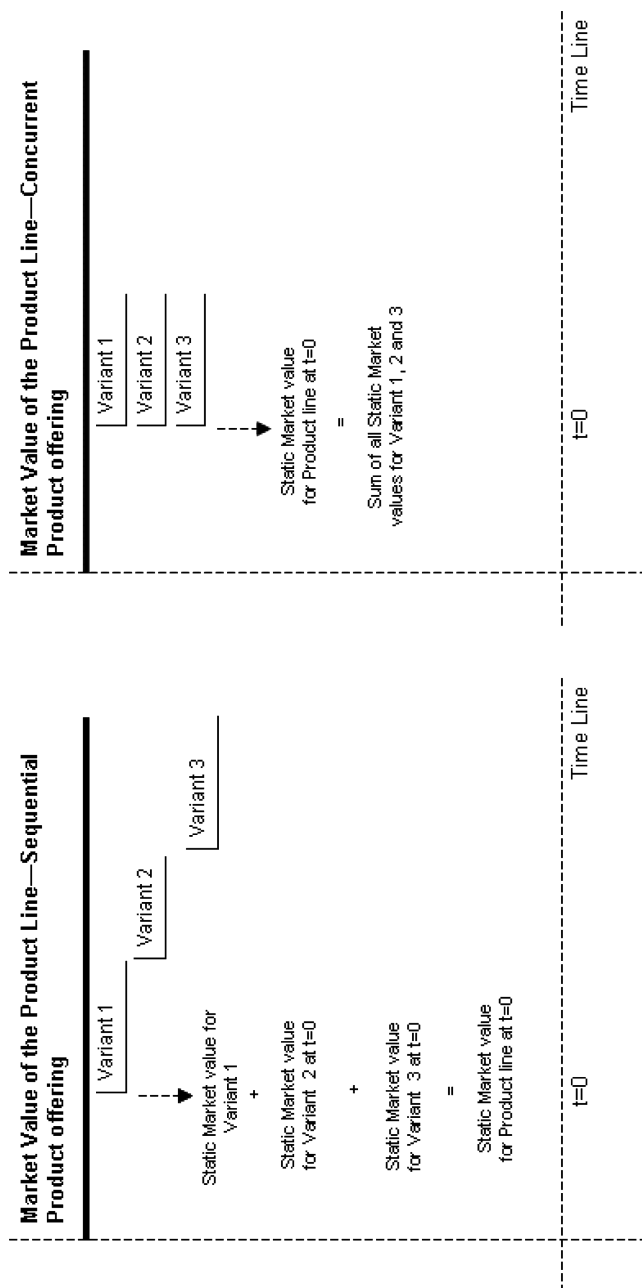 Market Value of the Product Line—Sequential
Product offering
Variant 1
Variant 2
Variant 3
Static Market value for
Variant 1
+
Static Market value
for Variant 2 at t=0
+
Static Market value
for Variant 3 at t=0
=
Static Market value
for Product line at t=0
t=0
Time Line
Market Value of the Product Line—Concurrent
Product offering
Variant 1
Variant 2
Variant 3
Static Market value
for Product line at t=0
=
Sum of all Static Market
values for Variant 1, 2 and 3
t=0
Time Line